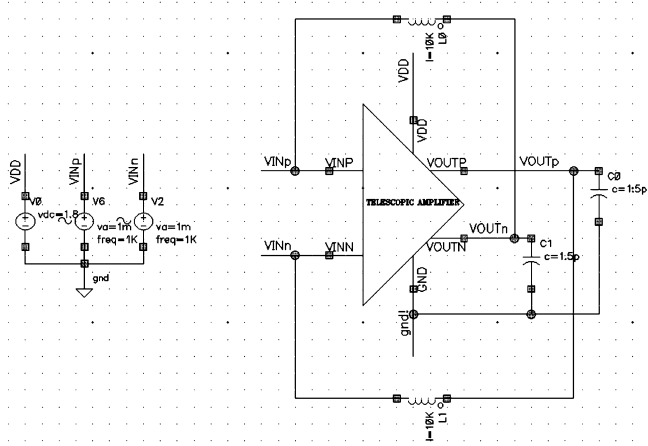 l=10K
L0
VDD
VDD
VINp
VINP
VOUTP
VOUTp
C0
c=1.5p
TELESCOPIC AMPLIFIER
VINn
VINN
VOUTN
VOUTn
C1
c=1.5p
GND
gnd!
l=10K
L1
VDD
VINp
VINn
V0
vdc=1.8
V6
va=1m
freq=1K
V2
va=1m
freq=1K
gnd